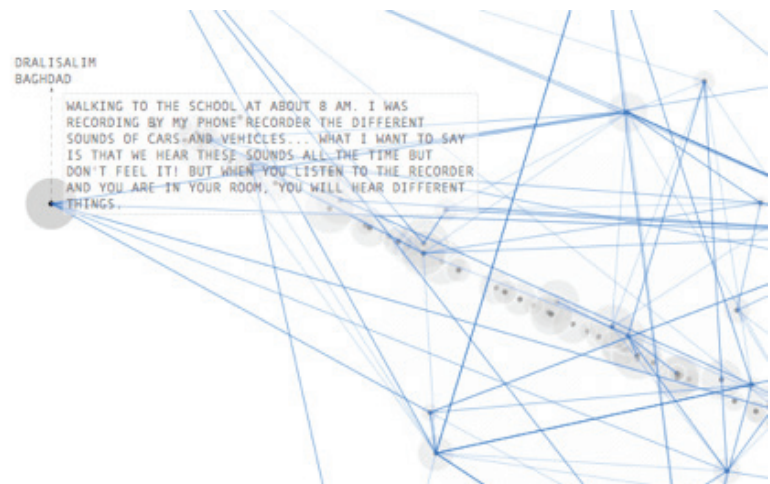 DRALISALIM
BAGHDAD
WALKING TO THE SCHOOL AT ABOUT 8 AM. I WAS
RECORDING BY MY PHONE RECORDER THE DIFFERENT
SOUNDS OF CARS AND VEHICLES... WHAT I WANT TO SAY
IS THAT WE HEAR THESE SOUNDS ALL THE TIME BUT
DON'T FEEL IT! BUT WHEN YOU LISTEN TO THE RECORDER
AND YOU ARE IN YOUR ROOM, YOU WILL HEAR DIFFERENT
THINGS.